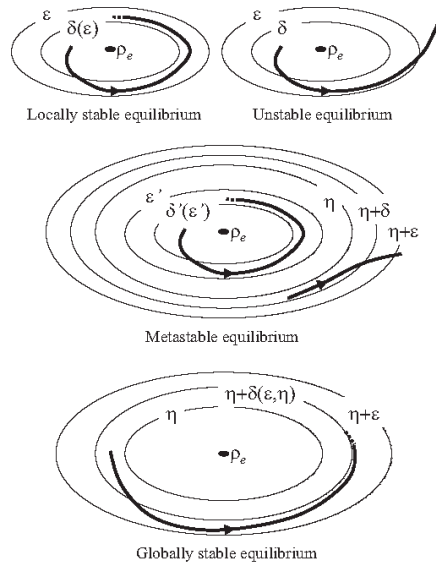 ε
δ(ε)
ρe
Locally stable equilibrium
ε
δ
ρe
Unstable equilibrium
ε’
δ’(ε’)
ρe
η
η+δ
η+ε
Metastable equilibrium
η+δ(ε,η)
η
η+ε
ρe
Globally stable equilibrium